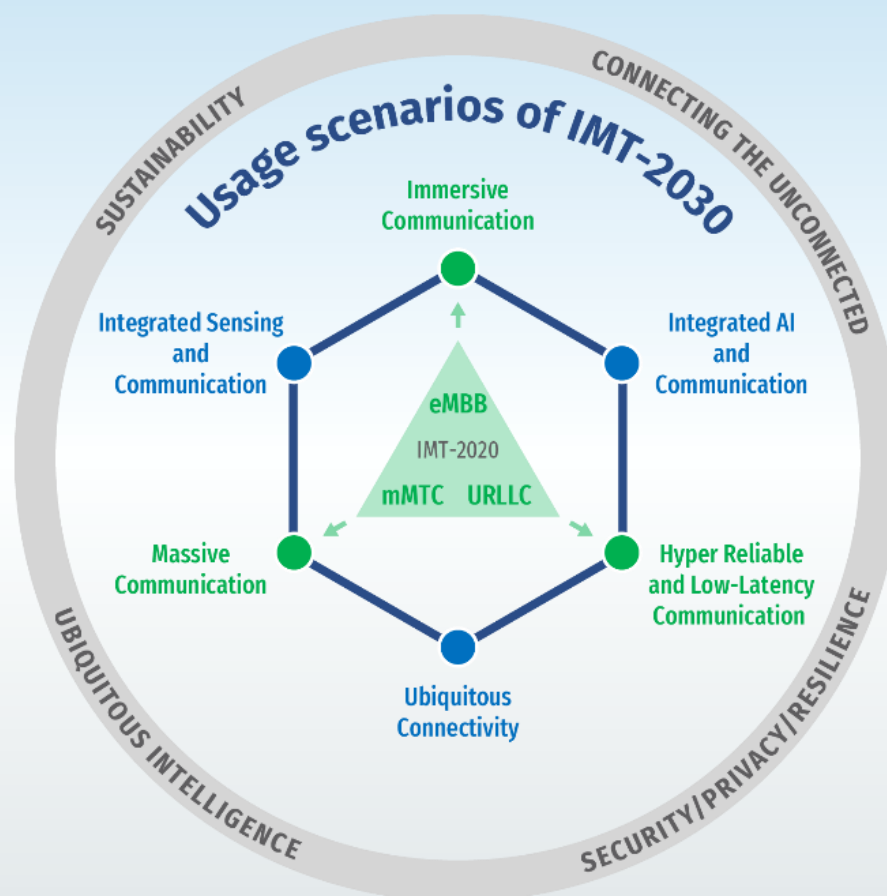 SUSTAINABILITY
CONNECTING THE UNCONNECTED
Usage scenarios of IMT-2030
Immersive
Communication
Integrated Sensing
and
Communication
Integrated AI
and
Communication
eMBB
IMT-2020
mMTC URLLC
Massive
Communication
Hyper Reliable
and Low-Latency
Communication
Ubiquitous
Connectivity
UBIQUITOUS INTELLIGENCE
SECURITY/PRIVACY/RESILIENCE